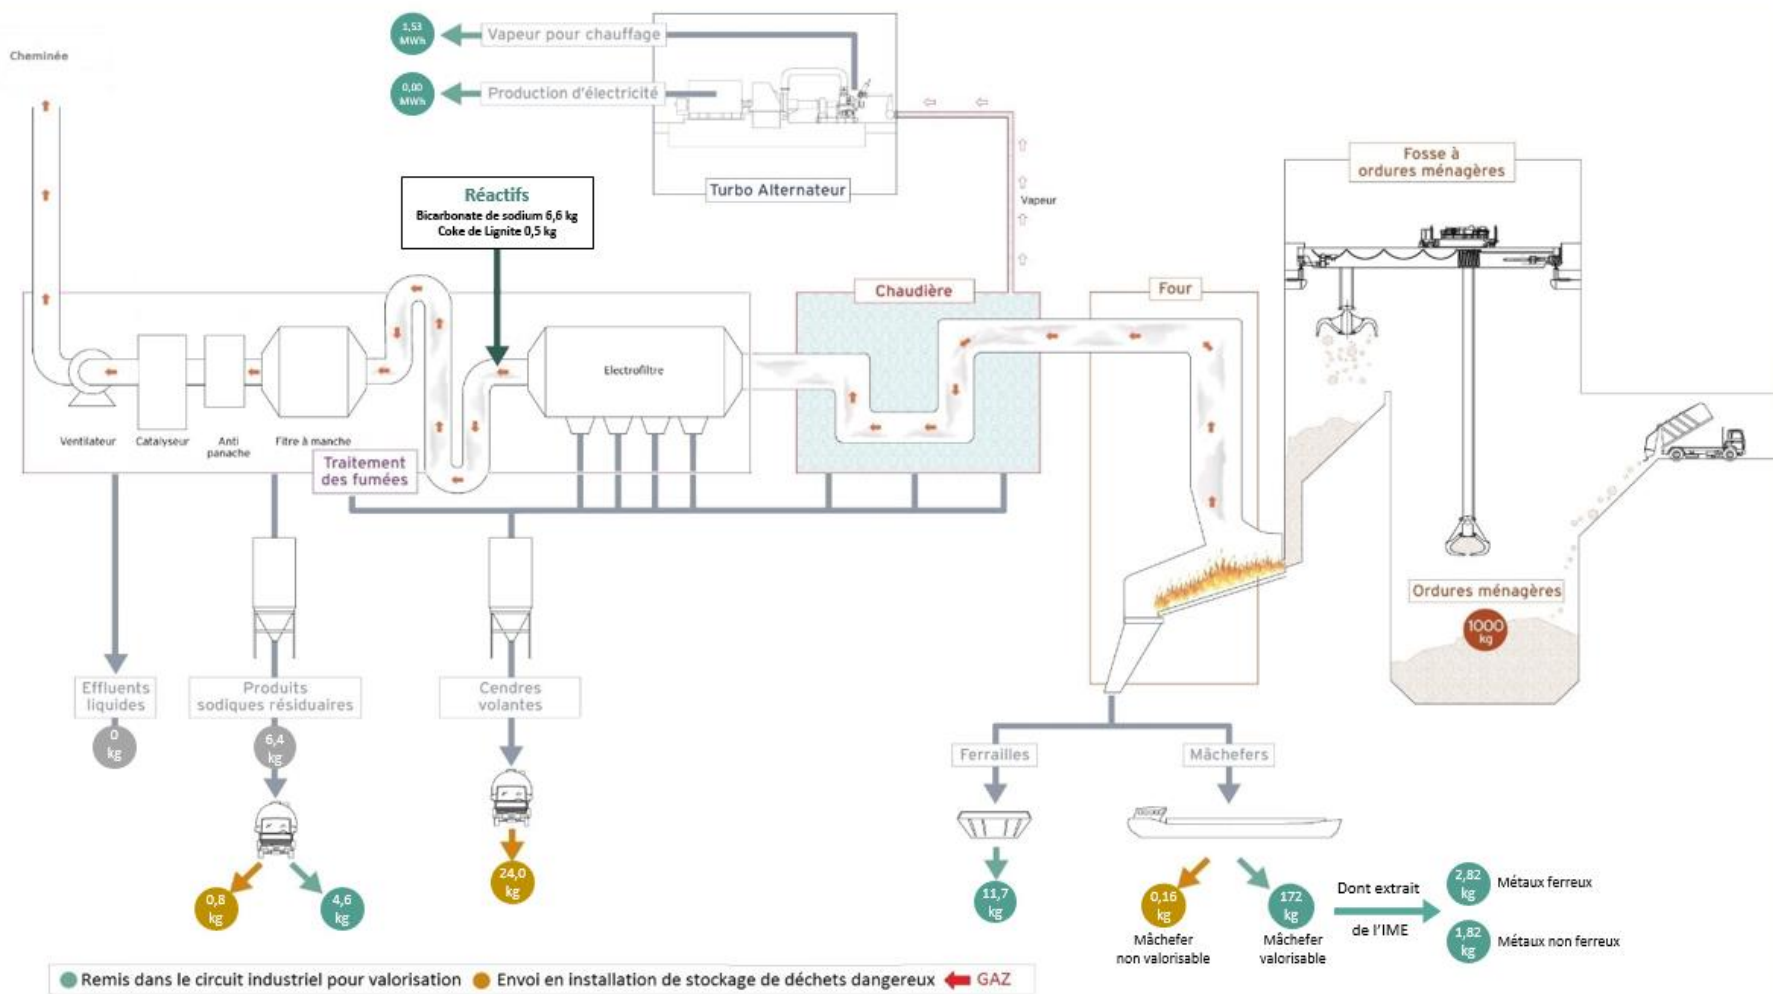 1,53
MWh
Vapeur pour chauffage
0,00
MWh
Production d'électricité
Turbo Alternateur
Cheminée
Réactifs
Bicarbonate de sodium 6,6 kg
Coke de Lignite 0,5 kg
Vapeur
Fosse à
ordures ménagères
Chaudière
Four
Electrofiltre
Ventilateur
Catalyseur
Anti
panache
Fitre à manche
Traitement
des fumées
Ordures ménagères
1000
kg
Effluents
liquides
0
kg
Produits
sodiques résiduaires
6,4
kg
0,8
kg
4,6
kg
Cendres
volantes
24,0
kg
Ferrailles
11,7
kg
Mâchefers
0,16
kg
Mâchefer
non valorisable
172
kg
Mâchefer
valorisable
Dont extrait
de l'IME
2,82
kg
Métaux ferreux
1,82
kg
Métaux non ferreux
Remis dans le circuit industriel pour valorisation
Envoi en installation de stockage de déchets dangereux
GAZ